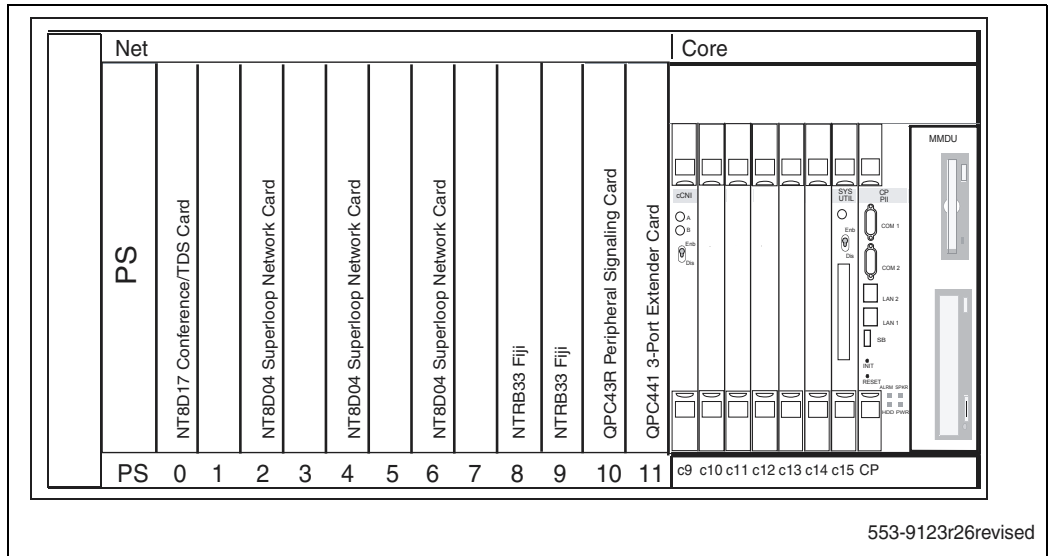 Net
Core
PS
NT8D17 Conference/TDS Card
NT8D04 Superloop Network Card
NT8D04 Superloop Network Card
NT8D04 Superloop Network Card
NTRB33 Fiji
NTRB33 Fiji
QPC43R Peripheral Signaling Card
QPC441 3-Port Extender Card
cCNI
A
B
Enb
Dis
SYS
UTIL
Enb
Dis
CP
PII
COM 1
COM 2
LAN 2
LAN 1
SB
INIT
RESET
ALRM SPKR
HDD PWR
MMDU
PS 0 1 2 3 4 5 6 7 8 9 10 11 c9 c10 c11 c12 c13 c14 c15 CP
553-9123r26revised